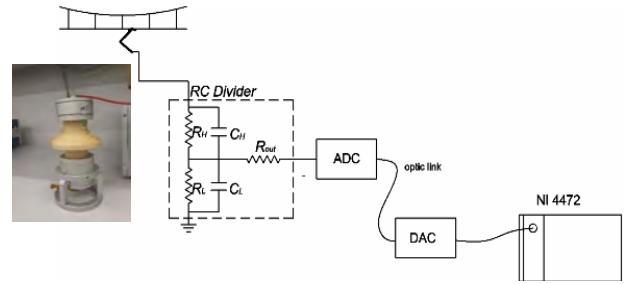 RC Divider
RH
CH
Rout
RL
CL
ADC
optic link
DAC
NI 4472